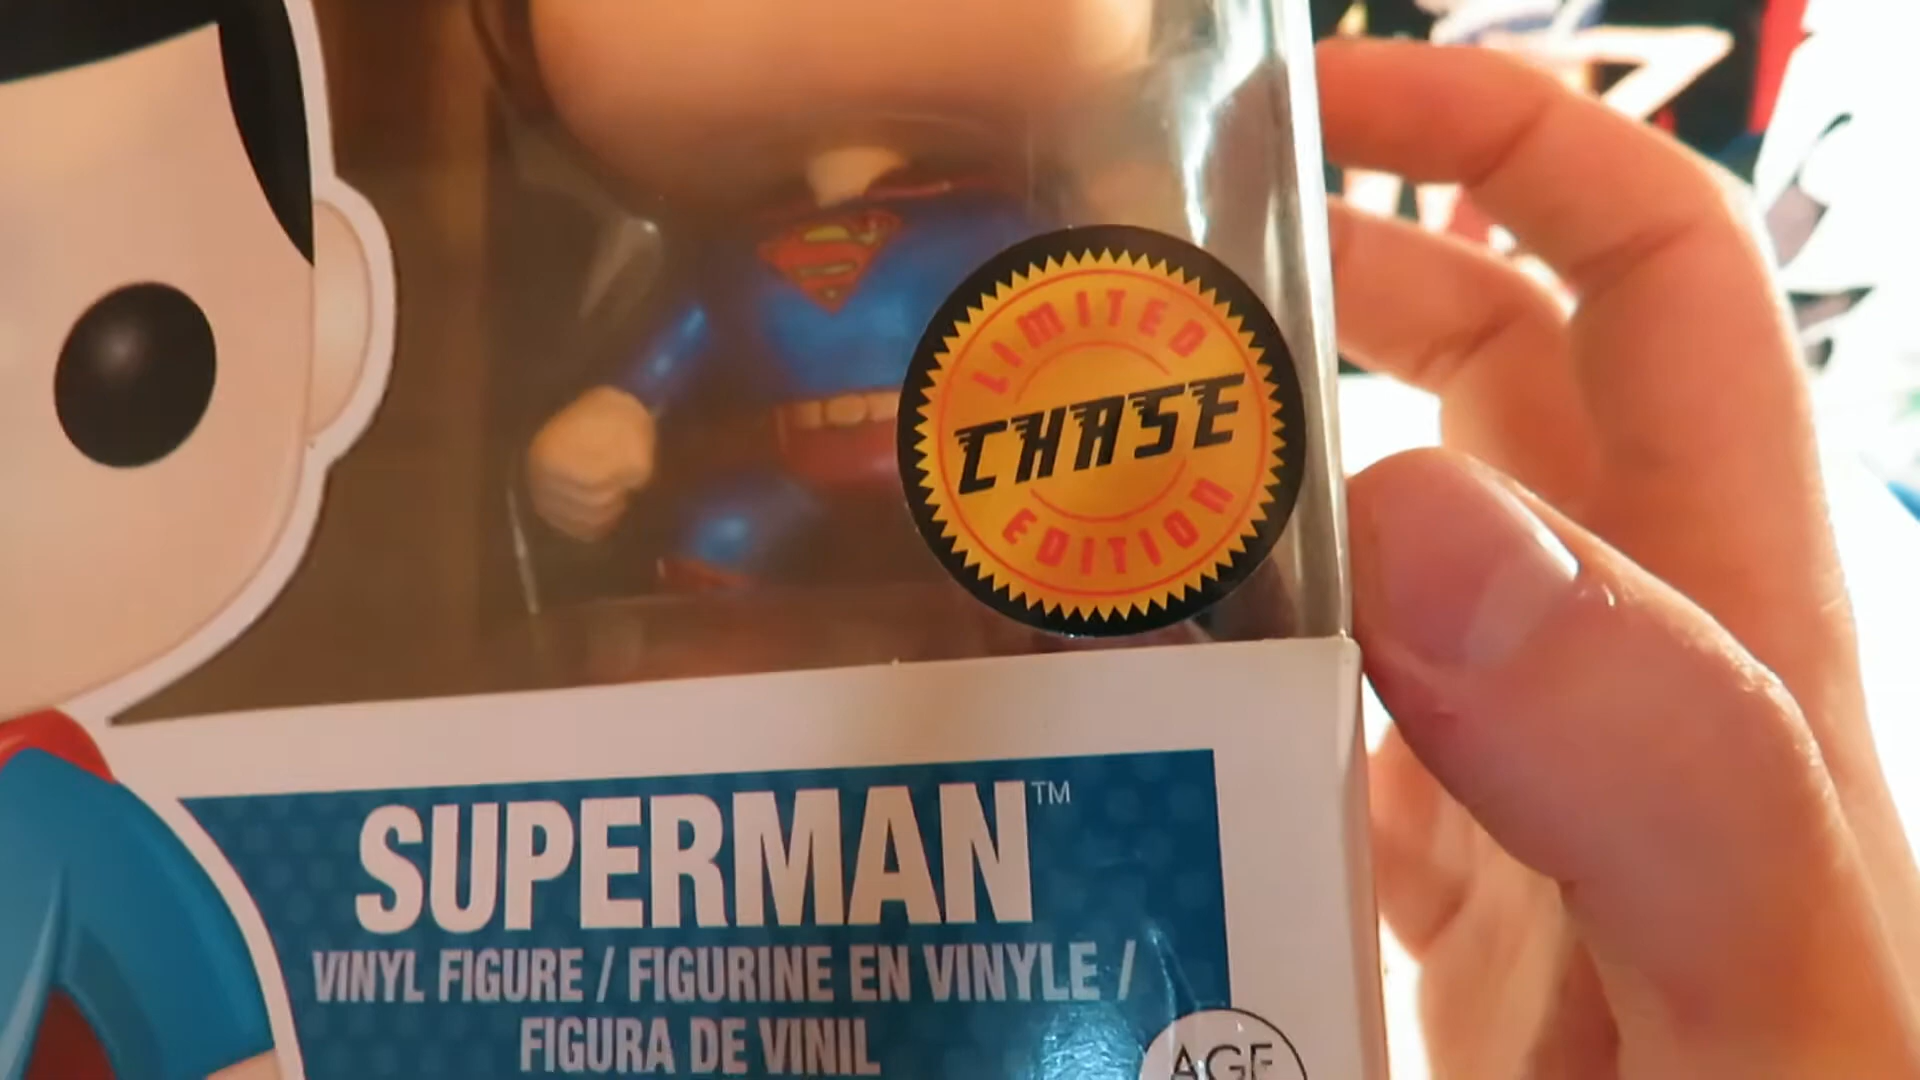 LIMITED
CHASE
EDITION
SUPERMAN™
VINYL FIGURE / FIGURINE EN VINYLE /
FIGURA DE VINIL
AGE